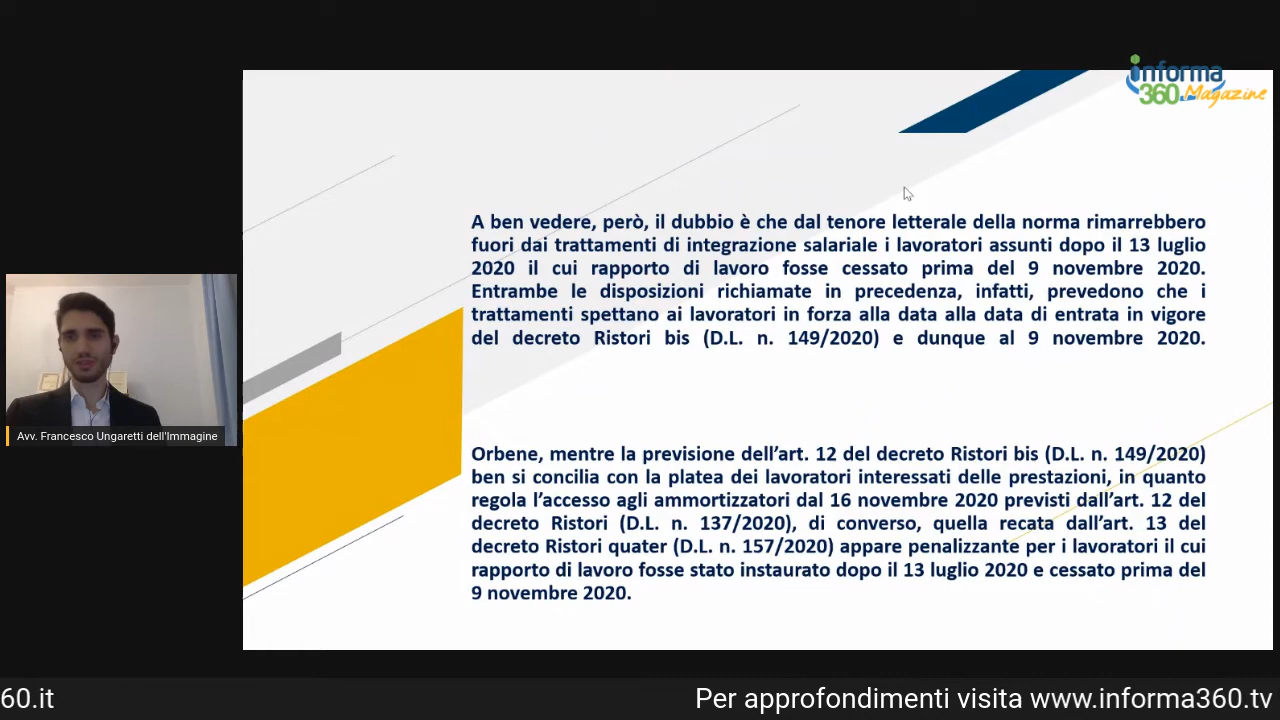 informa
360 Magazine
A ben vedere, però, il dubbio è che dal tenore letterale della norma rimarrebbero
fuori dai trattamenti di integrazione salariale i lavoratori assunti dopo il 13 luglio
2020 il cui rapporto di lavoro fosse cessato prima del 9 novembre 2020.
Entrambe le disposizioni richiamate in precedenza, infatti, prevedono che i
trattamenti spettano ai lavoratori in forza alla data alla data di entrata in vigore
del decreto Ristori bis (D.L. n. 149/2020) e dunque al 9 novembre 2020.
Orbene, mentre la previsione dell'art. 12 del decreto Ristori bis (D.L. n. 149/2020)
ben si concilia con la platea dei lavoratori interessati delle prestazioni, in quanto
regola l'accesso agli ammortizzatori dal 16 novembre 2020 previsti dall'art. 12 del
decreto Ristori (D.L. n. 137/2020), di converso, quella recata dall'art. 13 del
decreto Ristori quater (D.L. n. 157/2020) appare penalizzante per i lavoratori il cui
rapporto di lavoro fosse stato instaurato dopo il 13 luglio 2020 e cessato prima del
9 novembre 2020.
Avv. Francesco Ungaretti dell'Immagine
60.it
Per approfondimenti visita www.informa360.tv